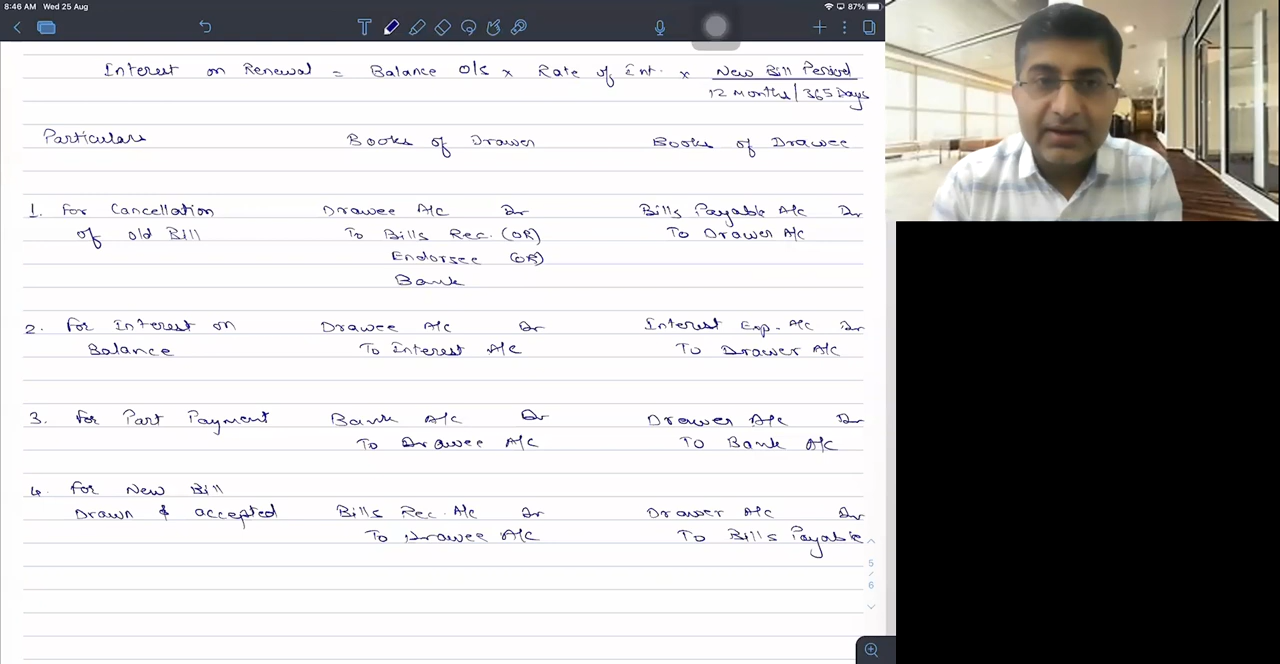 8:46 AM Wed 25 Aug
87%
T
Interest on Renewal = Balance o/s × Rate of Int. × New Bill Period
12 Months / 365 Days
Particulars Books of Drawer Books of Drawee
1. For Cancellation Drawee A/c Dr Bills Payable A/c Dr
of old Bill To Bills Rec. (OR) To Drawer A/c
Endorsee (OR)
Bank
2. For Interest on Drawee A/c Dr Interest Exp. A/c Dr
Balance To Interest A/c To Drawer A/c
3. For Part Payment Bank A/c Dr Drawer A/c Dr
To Drawee A/c To Bank A/c
4. For New Bill
Drawn & accepted Bills Rec. A/c Dr Drawer A/c Dr
To Drawee A/c To Bills Payable
5
/
6